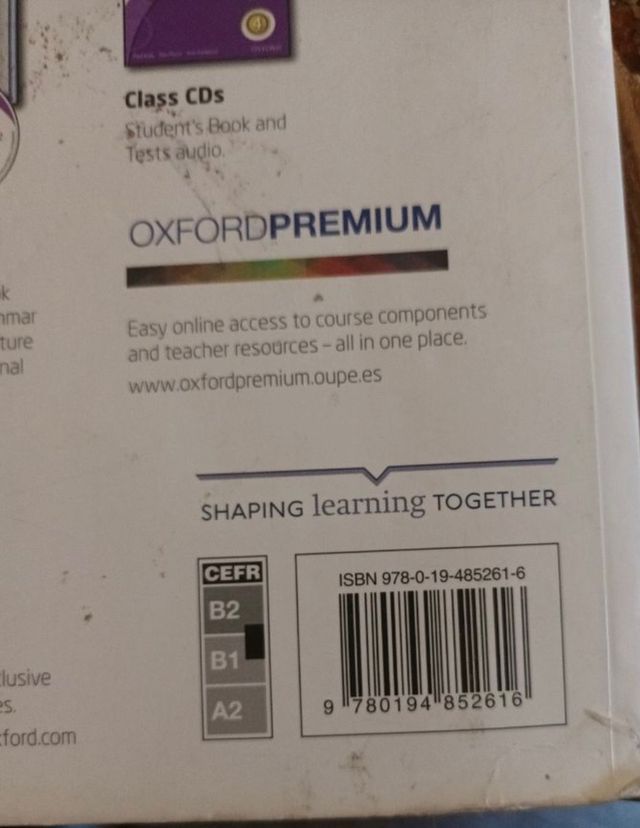 4
Class CDs
Student's Book and
Tests audio.
OXFORDPREMIUM
Easy online access to course components
and teacher resources – all in one place.
www.oxfordpremium.oupe.es
SHAPING learning TOGETHER
CEFR
B2
B1
A2
ISBN 978-0-19-485261-6
9 780194 852616